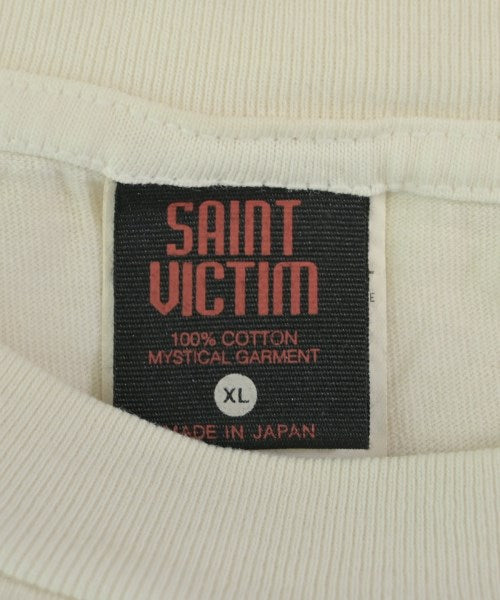 SAINT
VICTIM
100% COTTON
MYSTICAL GARMENT
XL
MADE IN JAPAN